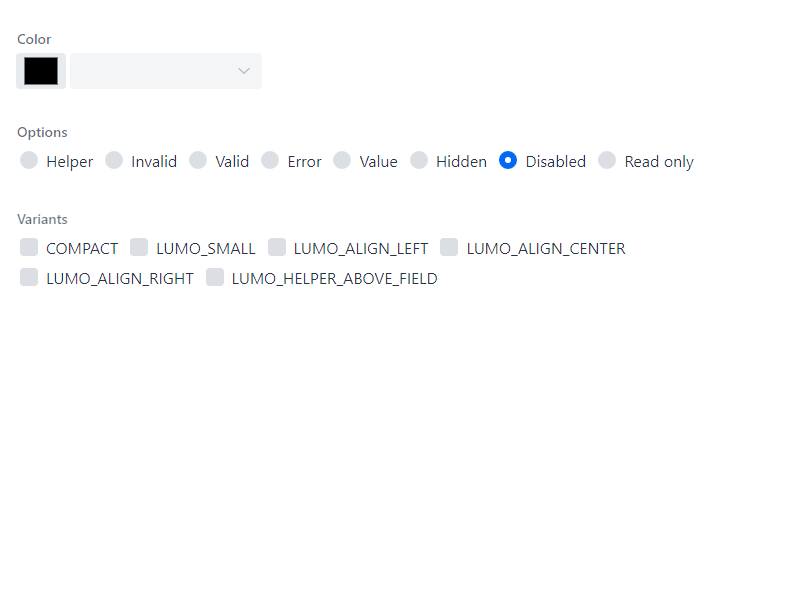 Color
Options
Helper Invalid Valid Error Value Hidden Disabled Read only
Variants
COMPACT LUMO_SMALL LUMO_ALIGN_LEFT LUMO_ALIGN_CENTER
LUMO_ALIGN_RIGHT LUMO_HELPER_ABOVE_FIELD